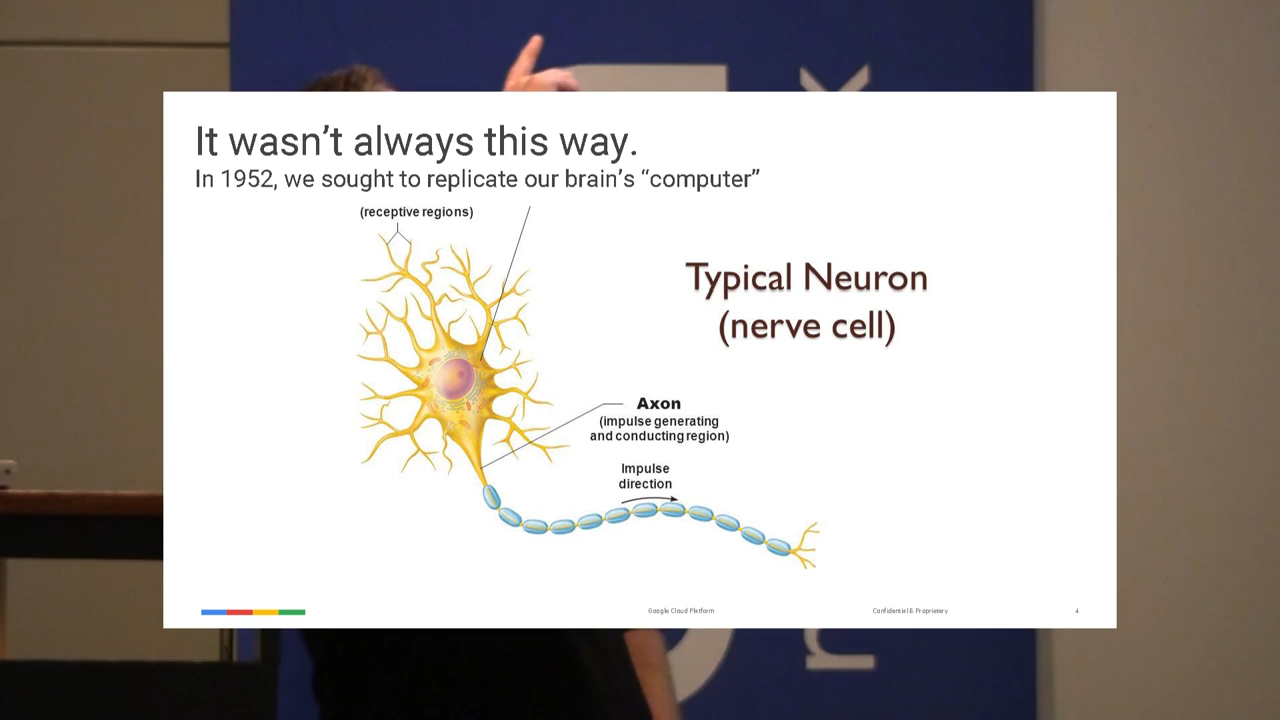 It wasn’t always this way.
In 1952, we sought to replicate our brain’s “computer”
(receptive regions)
Typical Neuron
(nerve cell)
Axon
(impulse generating
and conducting region)
Impulse
direction
Google Cloud Platform
Confidential & Proprietary
4